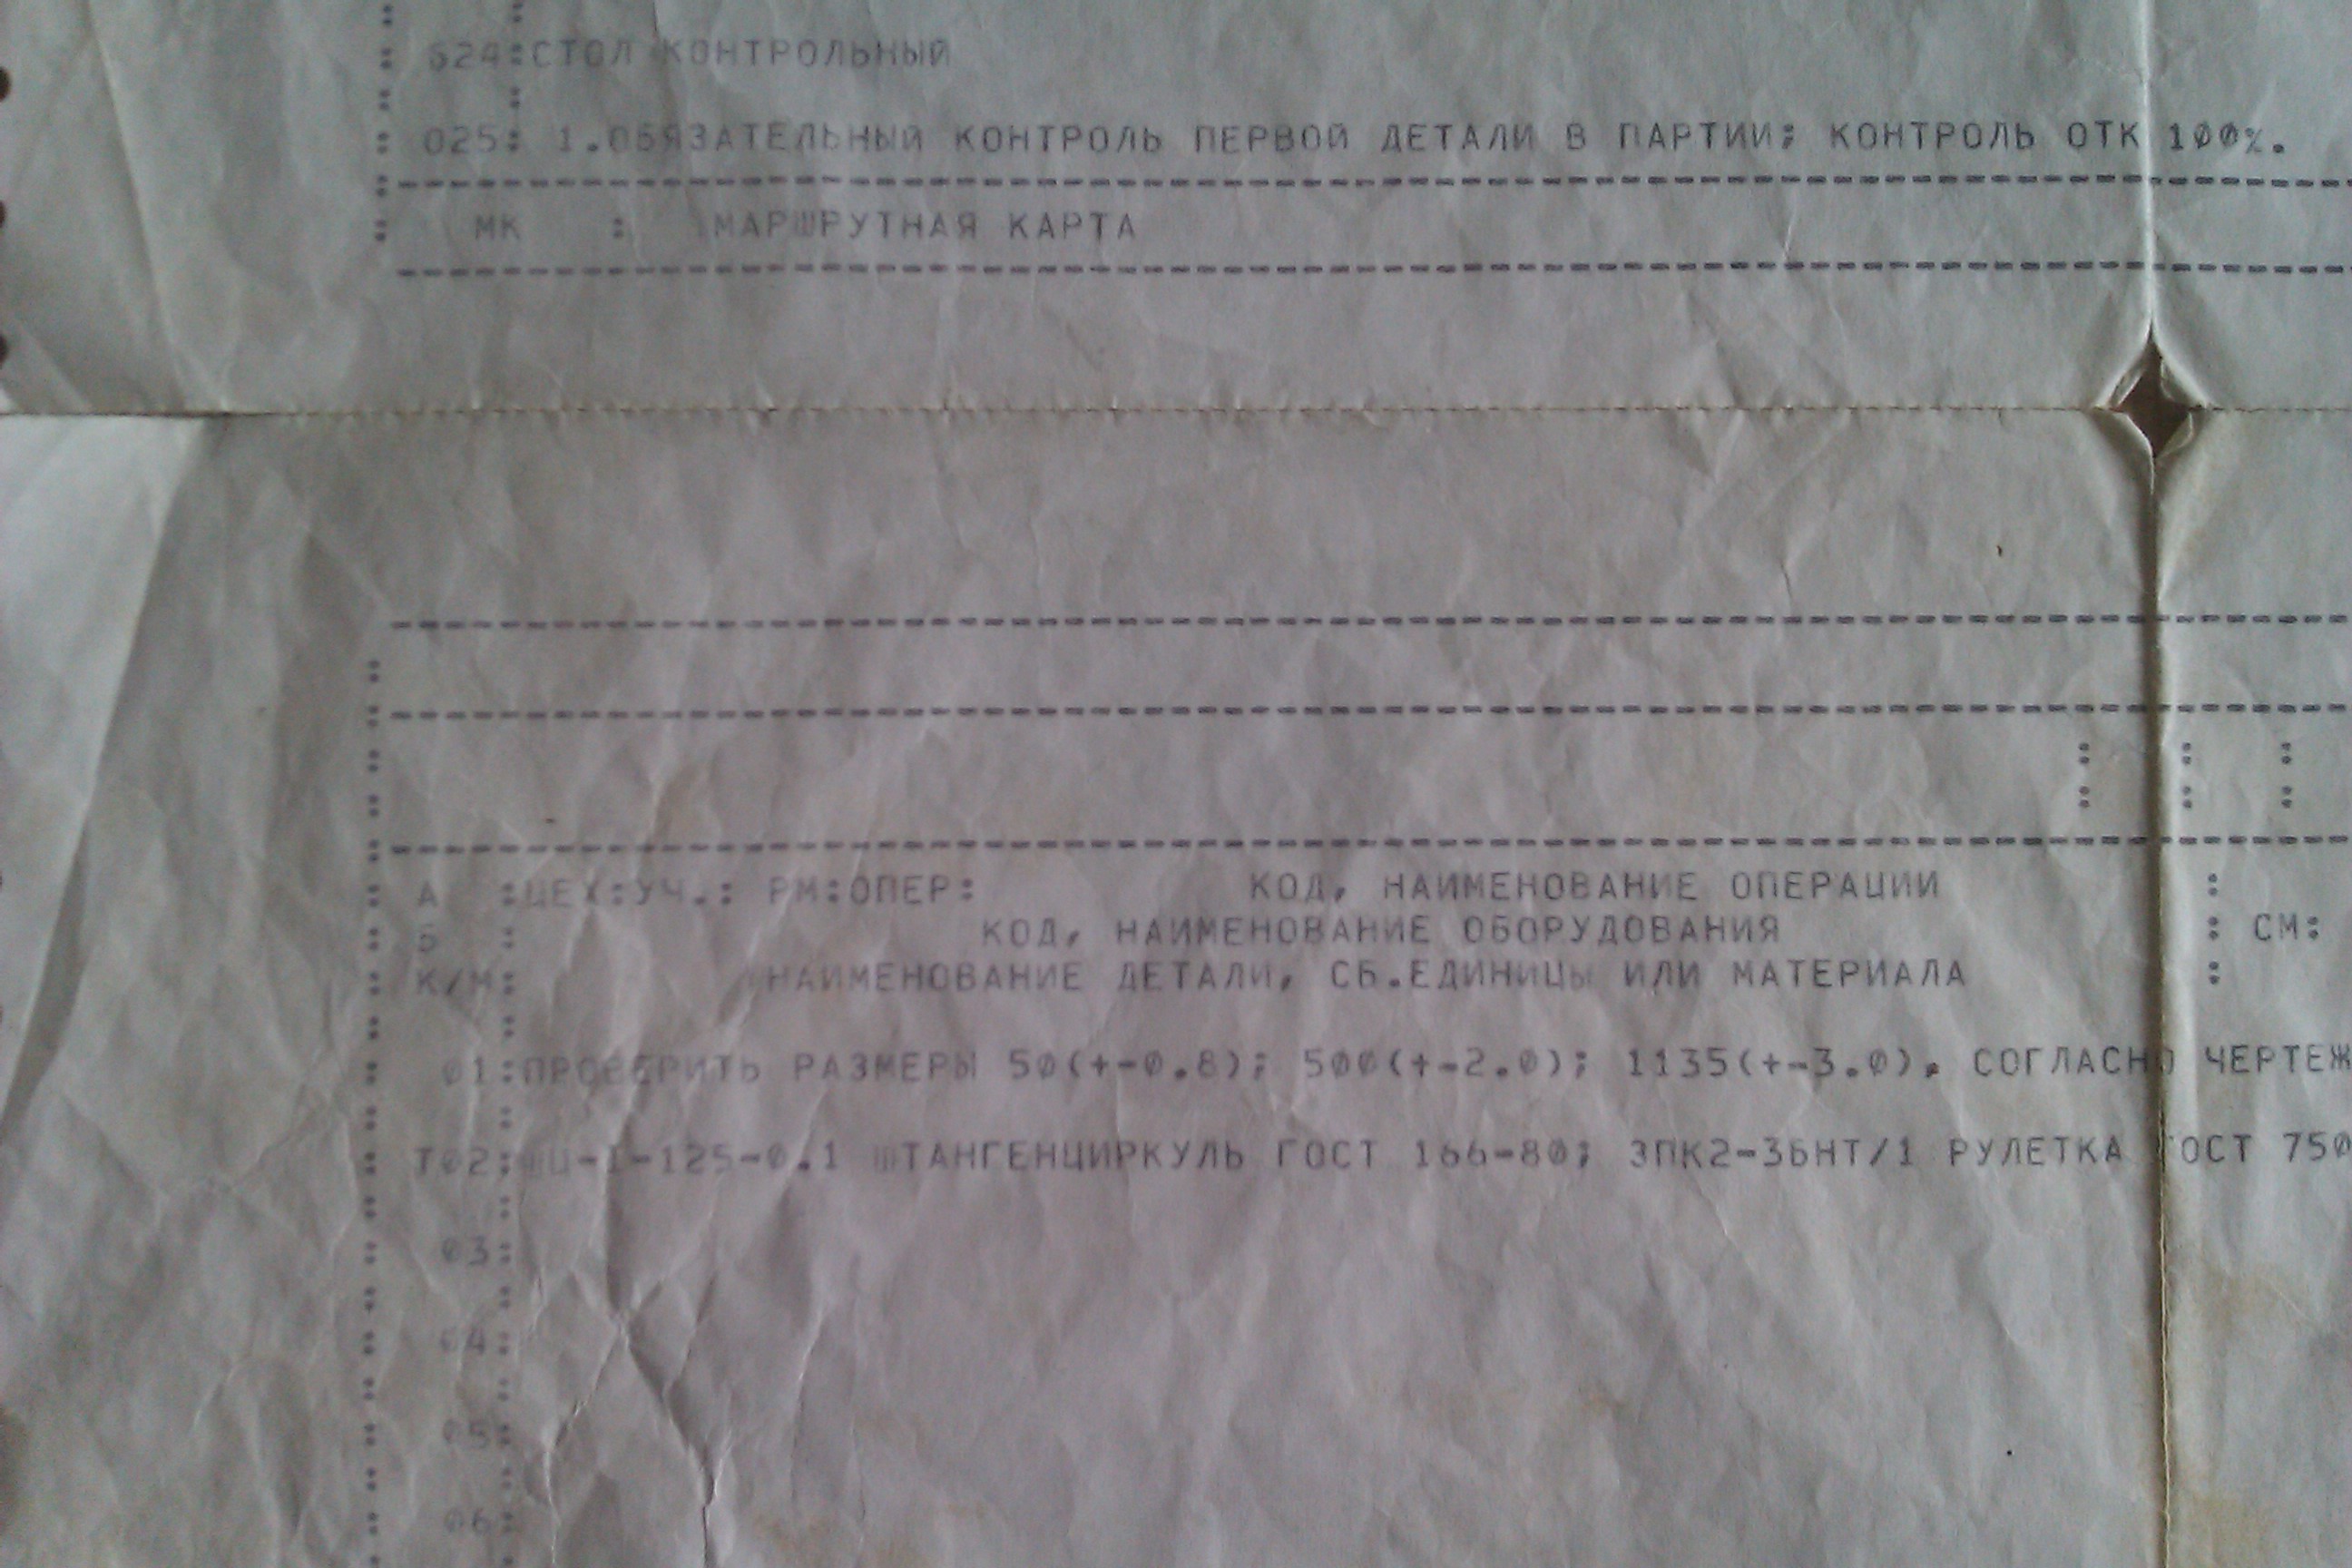 Б24:СТОЛ КОНТРОЛЬНЫЙ
О25: 1.ОБЯЗАТЕЛЬНЫЙ КОНТРОЛЬ ПЕРВОЙ ДЕТАЛИ В ПАРТИИ; КОНТРОЛЬ ОТК 100%.
МК : МАРШРУТНАЯ КАРТА
А :ЦЕХ:УЧ.: РМ:ОПЕР: КОД, НАИМЕНОВАНИЕ ОПЕРАЦИИ :
Б : КОД, НАИМЕНОВАНИЕ ОБОРУДОВАНИЯ : СМ:
К/М: НАИМЕНОВАНИЕ ДЕТАЛИ, СБ.ЕДИНИЦЫ ИЛИ МАТЕРИАЛА :
01:ПРОВЕРИТЬ РАЗМЕРЫ 50(+-0.8); 500(+-2.0); 1135(+-3.0), СОГЛАСНО ЧЕРТЕЖ
Т02:ШЦ-1-125-0.1 ШТАНГЕНЦИРКУЛЬ ГОСТ 166-80; ЗПК2-3БНТ/1 РУЛЕТКА ГОСТ 750
03:
04:
05:
06: